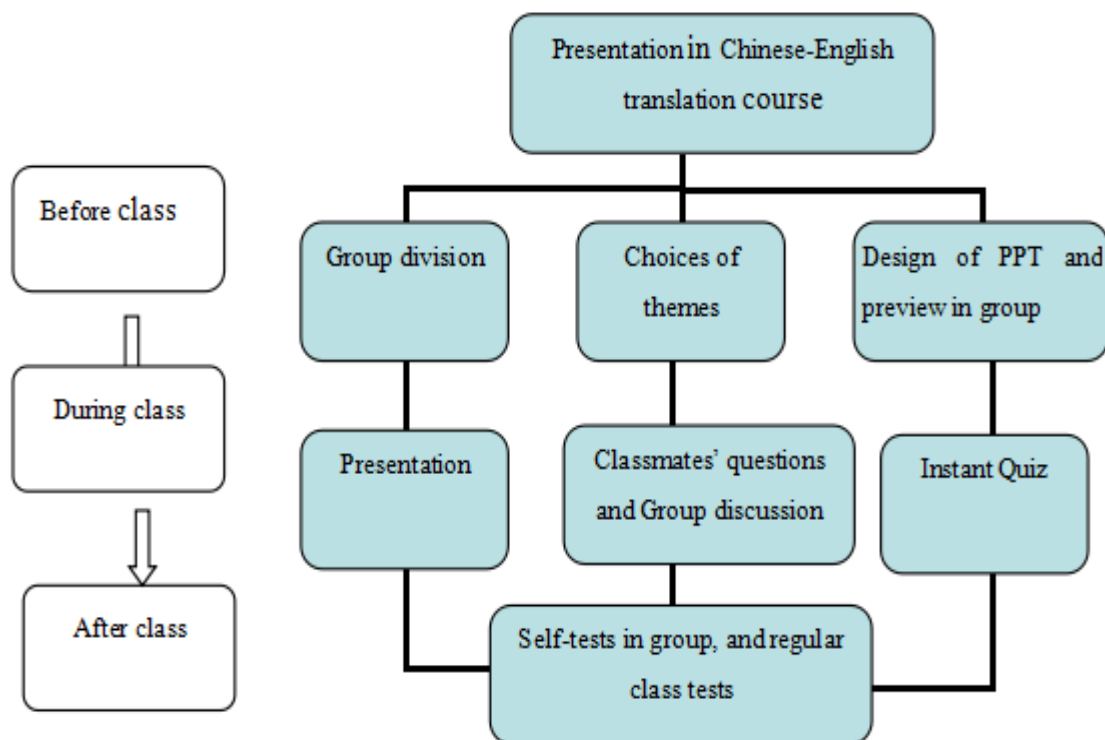 Presentation in Chinese-English
translation course
Before class
Group division
Choices of
themes
Design of PPT and
preview in group
During class
Presentation
Classmates’ questions
and Group discussion
Instant Quiz
After class
Self-tests in group, and regular
class tests